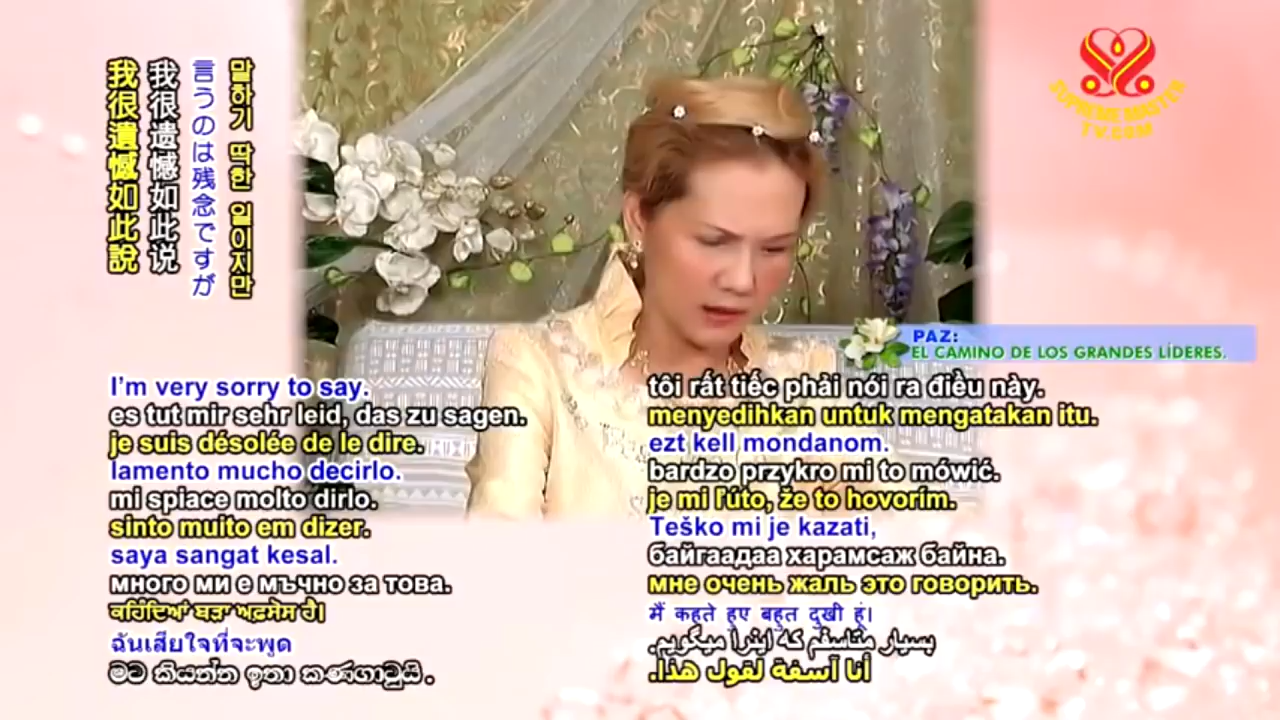 我很遺憾如此說
我很遗憾如此说
言うのは残念ですが
말하기 딱한 일이지만
SUPREME MASTER
TV.COM
PAZ:
EL CAMINO DE LOS GRANDES LÍDERES.
I'm very sorry to say.
es tut mir sehr leid, das zu sagen.
je suis désolée de le dire.
lamento mucho decirlo.
mi spiace molto dirlo.
sinto muito em dizer.
saya sangat kesal.
много ми е мъчно за това.
ਕਹਿੰਦਿਆਂ ਬੜਾ ਅਫ਼ਸੋਸ ਹੈ।
ฉันเสียใจที่จะพูด
මට කියන්න ඉතා කණගාටුයි.
tôi rất tiếc phải nói ra điều này.
menyedihkan untuk mengatakan itu.
ezt kell mondanom.
bardzo przykro mi to mówić.
je mi ľúto, že to hovorím.
Teško mi je kazati,
байгаадаа харамсаж байна.
мне очень жаль это говорить.
मैं कहते हुए बहुत दुखी हूं।
بسیار متاسفم که اینرا میگویم.
أنا آسفة لقول هذا.